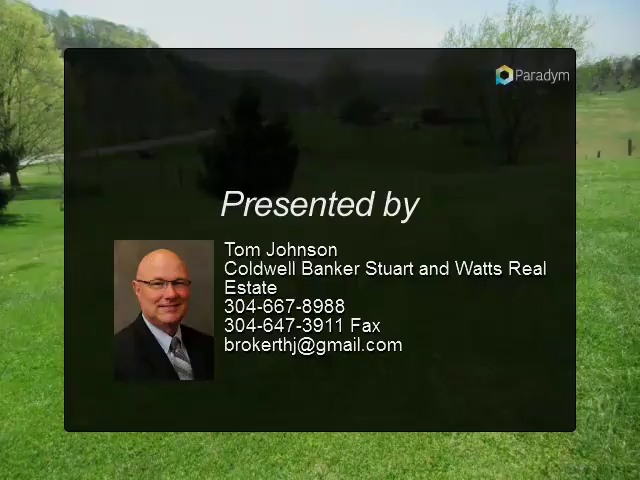 Paradym
Presented by
Tom Johnson
Coldwell Banker Stuart and Watts Real
Estate
304-667-8988
304-647-3911 Fax
brokerthj@gmail.com